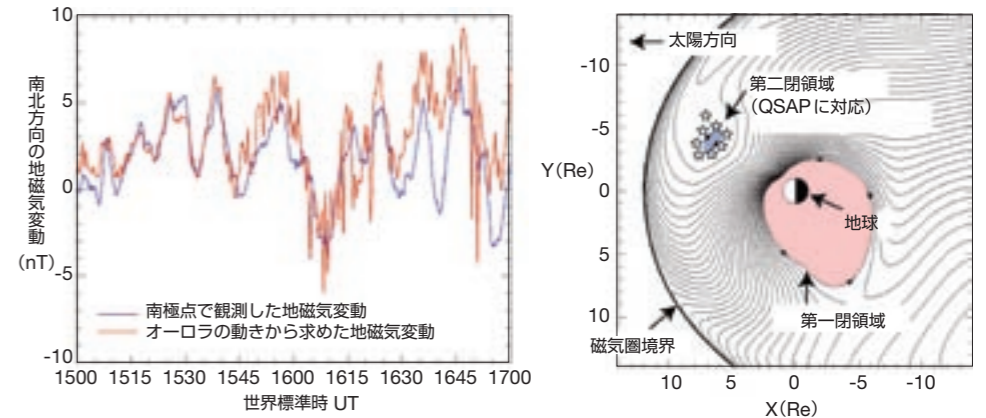 10
5
0
-5
-10
南北方向の地磁気変動
(nT)
南極点で観測した地磁気変動
オーロラの動きから求めた地磁気変動
1500 1515 1530 1545 1600 1615 1630 1645 1700
世界標準時 UT
太陽方向
第二閉領域
(QSAPに対応)
地球
第一閉領域
磁気圏境界
-10
-5
Y(Re) 0
5
10
10 5 0 -5 -10
X(Re)